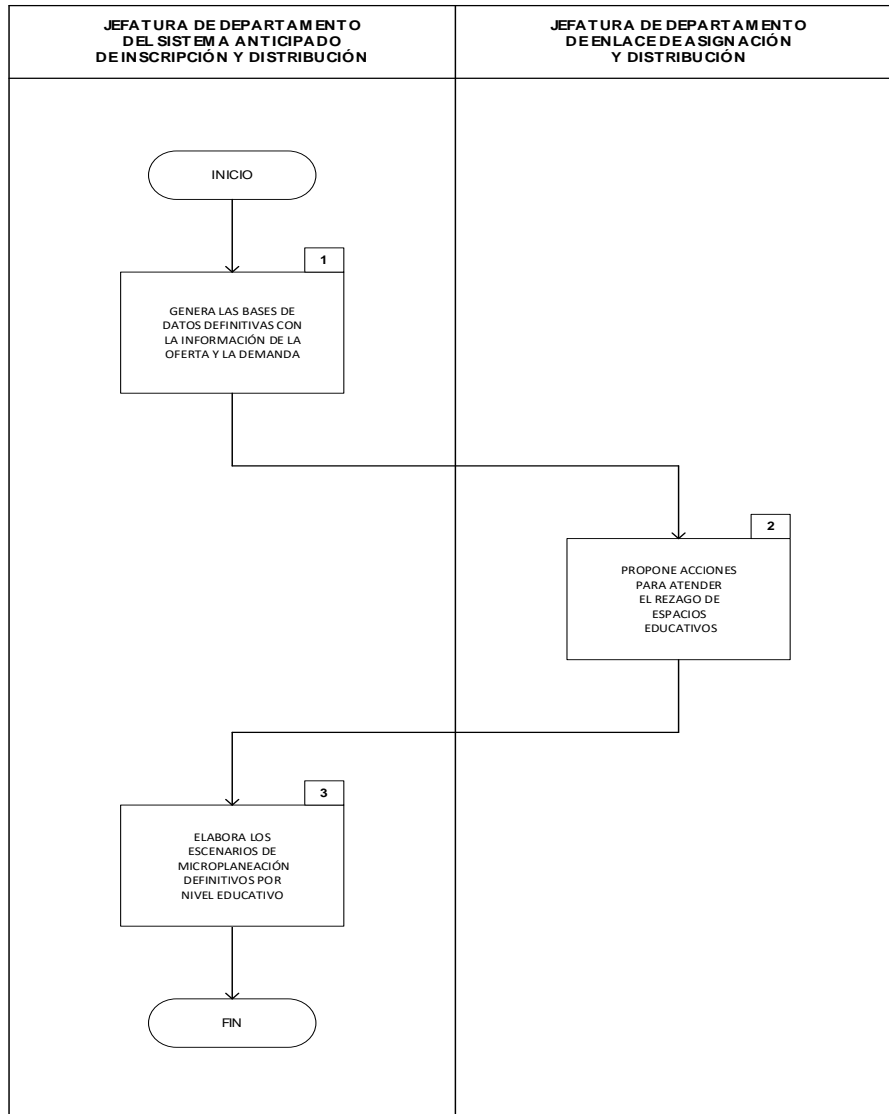 JEFATURA DE DEPARTAMENTO
DEL SISTEMA ANTICIPADO
DE INSCRIPCIÓN Y DISTRIBUCIÓN
JEFATURA DE DEPARTAMENTO
DE ENLACE DE ASIGNACIÓN
Y DISTRIBUCIÓN
INICIO
1
GENERA LAS BASES DE
DATOS DEFINITIVAS CON
LA INFORMACIÓN DE LA
OFERTA Y LA DEMANDA
2
PROPONE ACCIONES
PARA ATENDER
EL REZAGO DE
ESPACIOS
EDUCATIVOS
3
ELABORA LOS
ESCENARIOS DE
MICROPLANEACIÓN
DEFINITIVOS POR
NIVEL EDUCATIVO
FIN